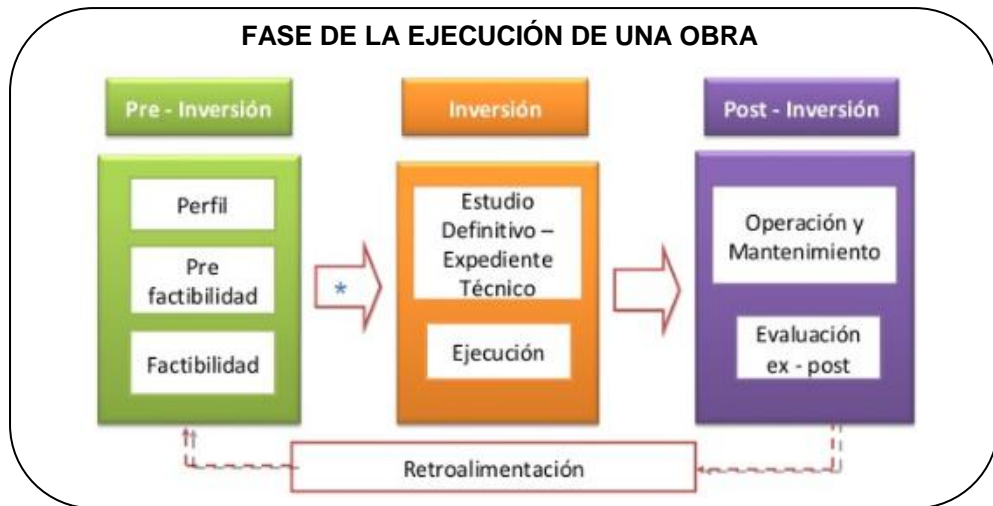 FASE DE LA EJECUCIÓN DE UNA OBRA
Pre - Inversión
Perfil
Pre
factibilidad
Factibilidad
*
Inversión
Estudio
Definitivo –
Expediente
Técnico
Ejecución
Post - Inversión
Operación y
Mantenimiento
Evaluación
ex - post
Retroalimentación